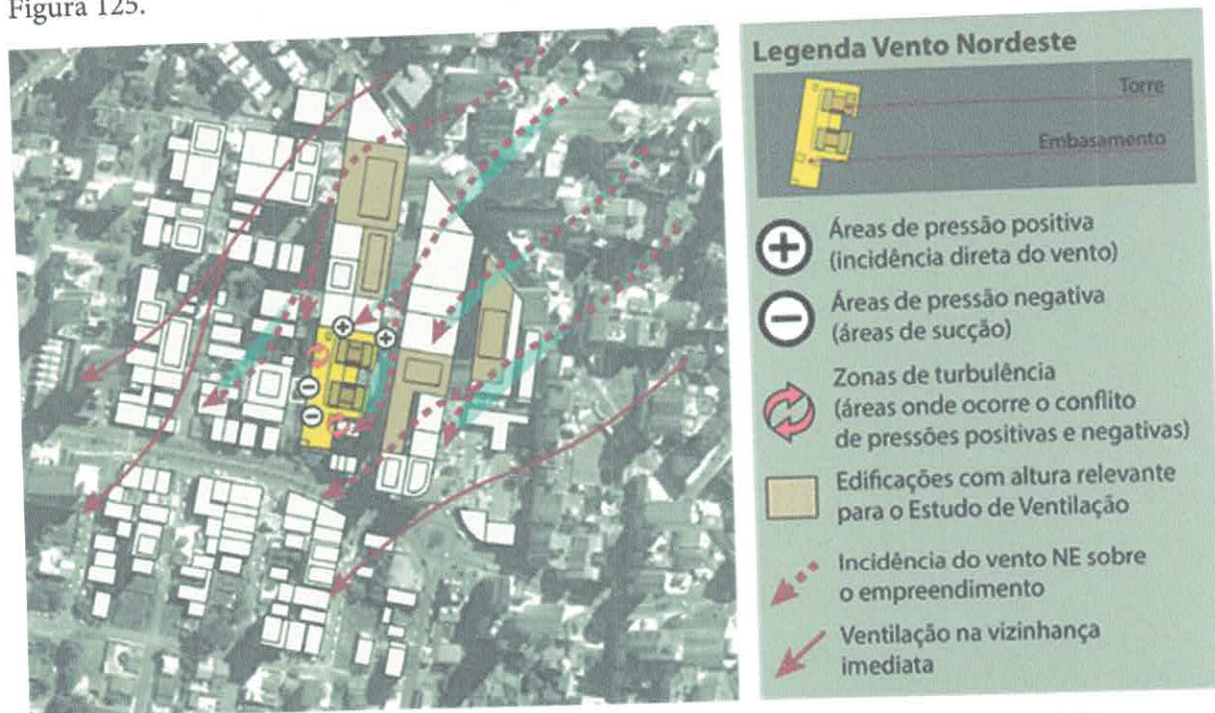 Figura 125.
Legenda Vento Nordeste
Torre
Embasamento
Áreas de pressão positiva
(incidência direta do vento)
Áreas de pressão negativa
(áreas de sucção)
Zonas de turbulência
(áreas onde ocorre o conflito
de pressões positivas e negativas)
Edificações com altura relevante
para o Estudo de Ventilação
Incidência do vento NE sobre
o empreendimento
Ventilação na vizinhança
imediata